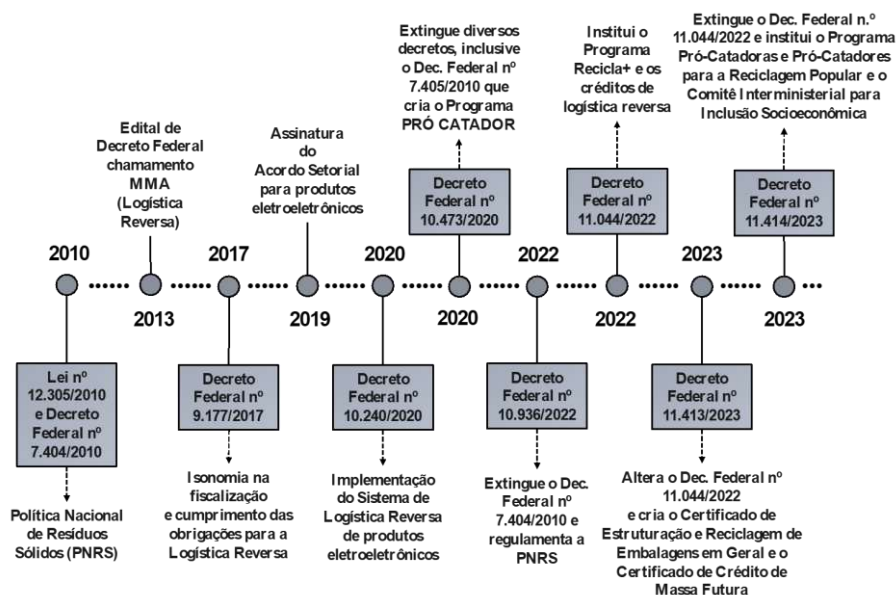 Edital de
Decreto Federal
chamamento
MMA
(Logística
Reversa)
Assinatura
do
Acordo Setorial
para produtos
eletroeletrônicos
Extingue diversos
decretos, inclusive
o Dec. Federal nº
7.405/2010 que
cria o Programa
PRÓ CATADOR
Decreto
Federal nº
10.473/2020
Institui o
Programa
Recicla+ e os
créditos de
logística reversa
Decreto
Federal nº
11.044/2022
Extingue o Dec. Federal n.º
11.044/2022 e institui o Programa
Pró-Catadoras e Pró-Catadores
para a Reciclagem Popular e o
Comitê Interministerial para
Inclusão Socioeconômica
Decreto
Federal nº
11.414/2023
2010
2017
2020
2022
2023
2013
2019
2020
2022
2023
Lei nº
12.305/2010
e Decreto
Federal nº
7.404/2010
Política Nacional
de Resíduos
Sólidos (PNRS)
Decreto
Federal nº
9.177/2017
Isonomia na
fiscalização
e cumprimento das
obrigações para a
Logística Reversa
Decreto
Federal nº
10.240/2020
Implementação
do Sistema de
Logística Reversa
de produtos
eletroeletrônicos
Decreto
Federal nº
10.936/2022
Extingue o Dec.
Federal nº
7.404/2010 e
regulamenta a
PNRS
Decreto
Federal nº
11.413/2023
Altera o Dec. Federal nº
11.044/2022
e cria o Certificado de
Estruturação e Reciclagem de
Embalagens em Geral e o
Certificado de Crédito de
Massa Futura